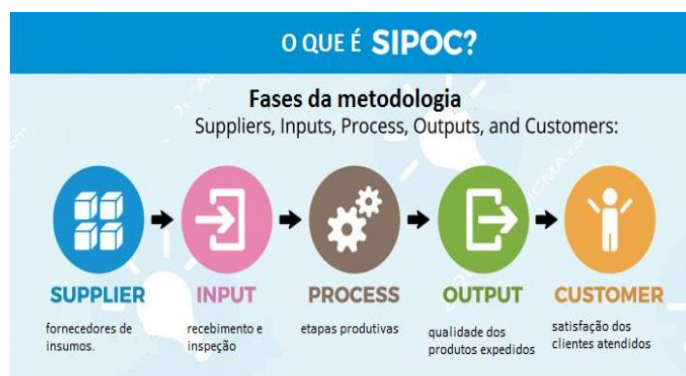 O QUE É SIPOC?
Fases da metodologia
Suppliers, Inputs, Process, Outputs, and Customers:
SUPPLIER
fornecedores de
insumos.
INPUT
recebimento e
inspeção
PROCESS
etapas produtivas
OUTPUT
qualidade dos
produtos expedidos
CUSTOMER
satisfação dos
clientes atendidos